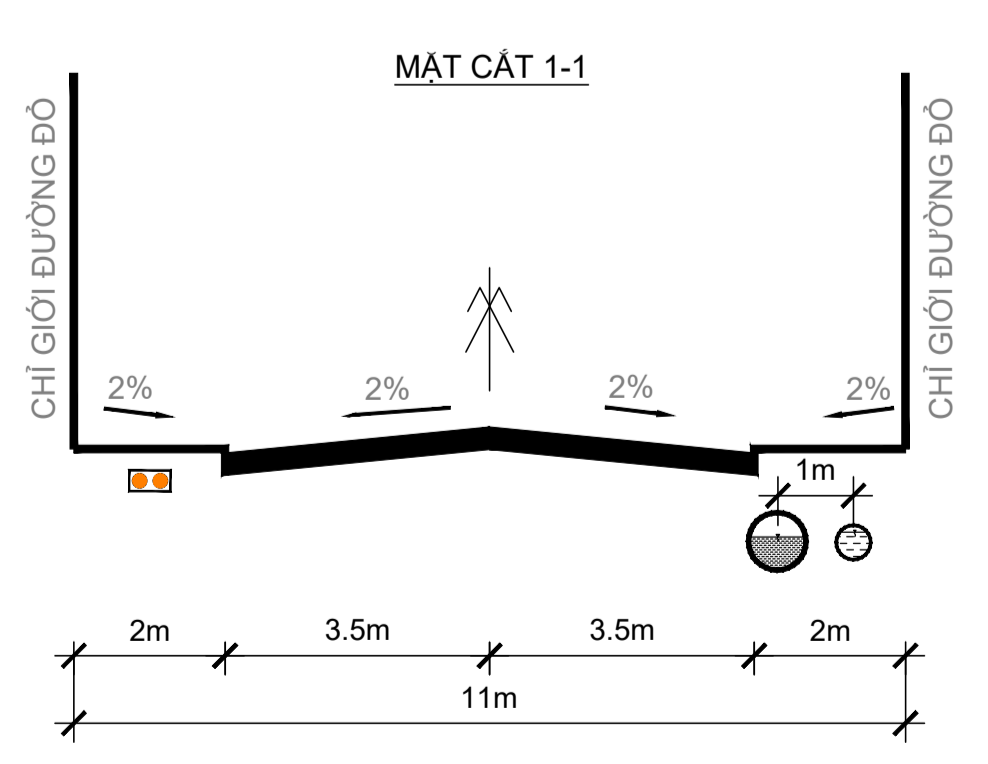 MẶT CẮT 1-1
CHỈ GIỚI ĐƯỜNG ĐỎ
CHỈ GIỚI ĐƯỜNG ĐỎ
2%
2%
2%
2%
1m
2m
3.5m
3.5m
2m
11m